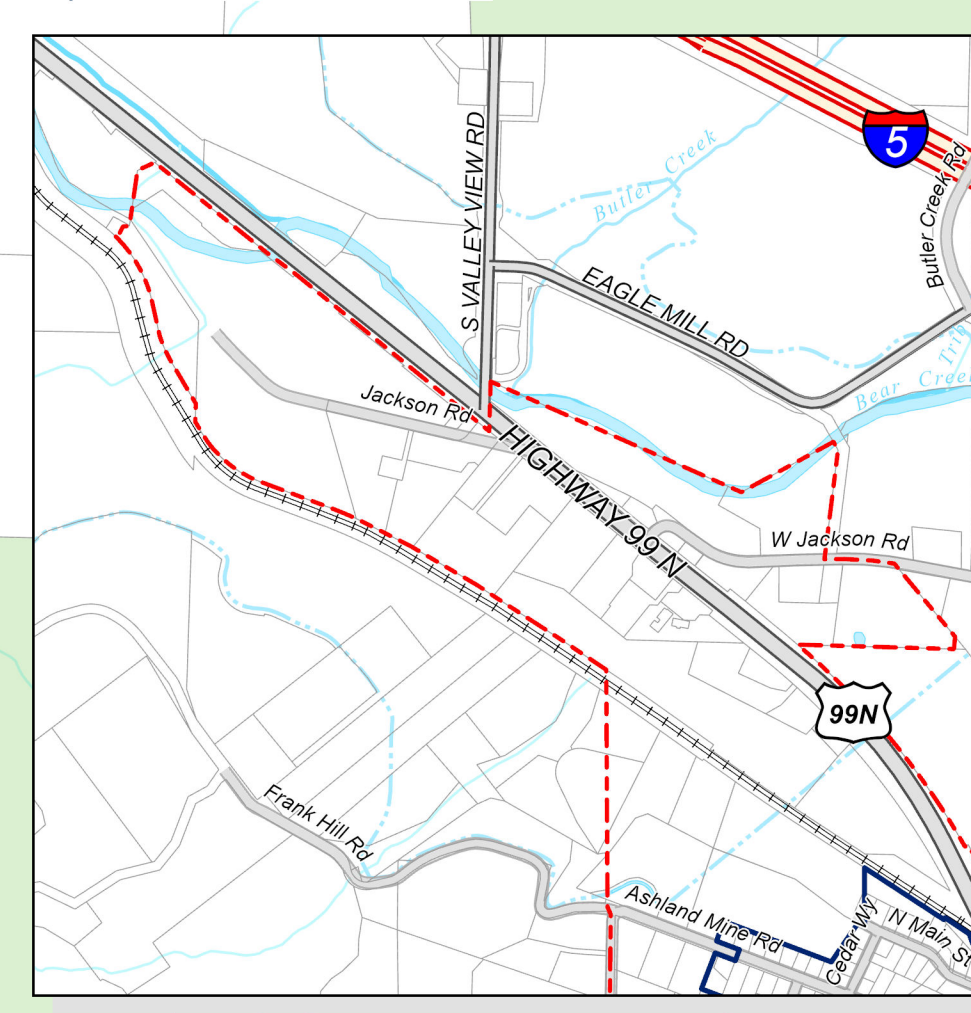 5
Butler Creek
S VALLEY VIEW RD
Butler Creek Rd
EAGLE MILL RD
Trib
Bear Creek
Jackson Rd
HIGHWAY 99 N
W Jackson Rd
99N
Frank Hill Rd
Ashland Mine Rd
Cedar Wy
N Main St